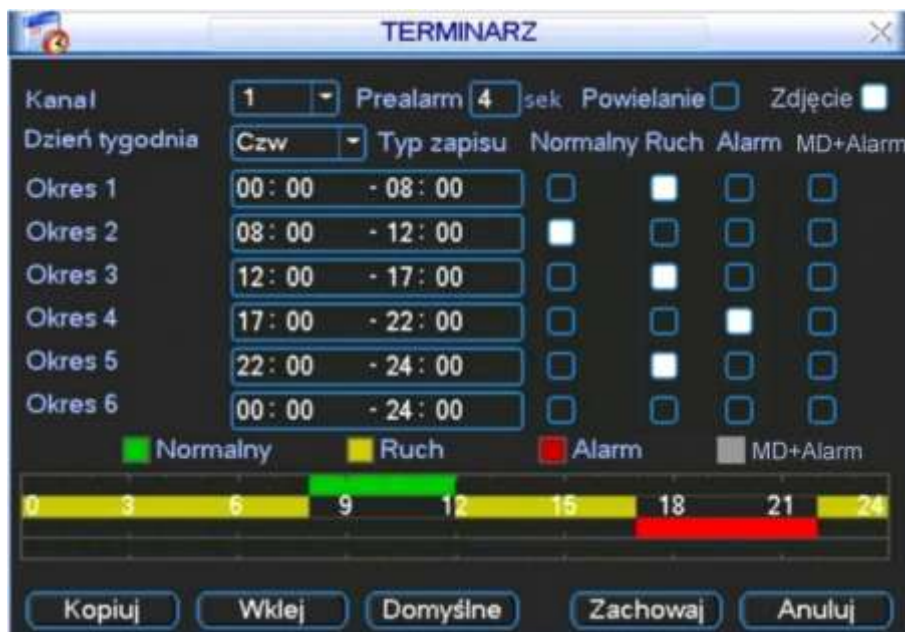 TERMINARZ
Kanał 1 Prealarm 4 sek Powielanie Zdjęcie
Dzień tygodnia Czw Typ zapisu Normalny Ruch Alarm MD+Alarm
Okres 1 00: 00 - 08: 00
Okres 2 08: 00 - 12: 00
Okres 3 12: 00 - 17: 00
Okres 4 17: 00 - 22: 00
Okres 5 22: 00 - 24: 00
Okres 6 00: 00 - 24: 00
Normalny Ruch Alarm MD+Alarm
0 3 6 9 12 15 18 21 24
Kopiuj Wklej Domyślne Zachowaj Anuluj